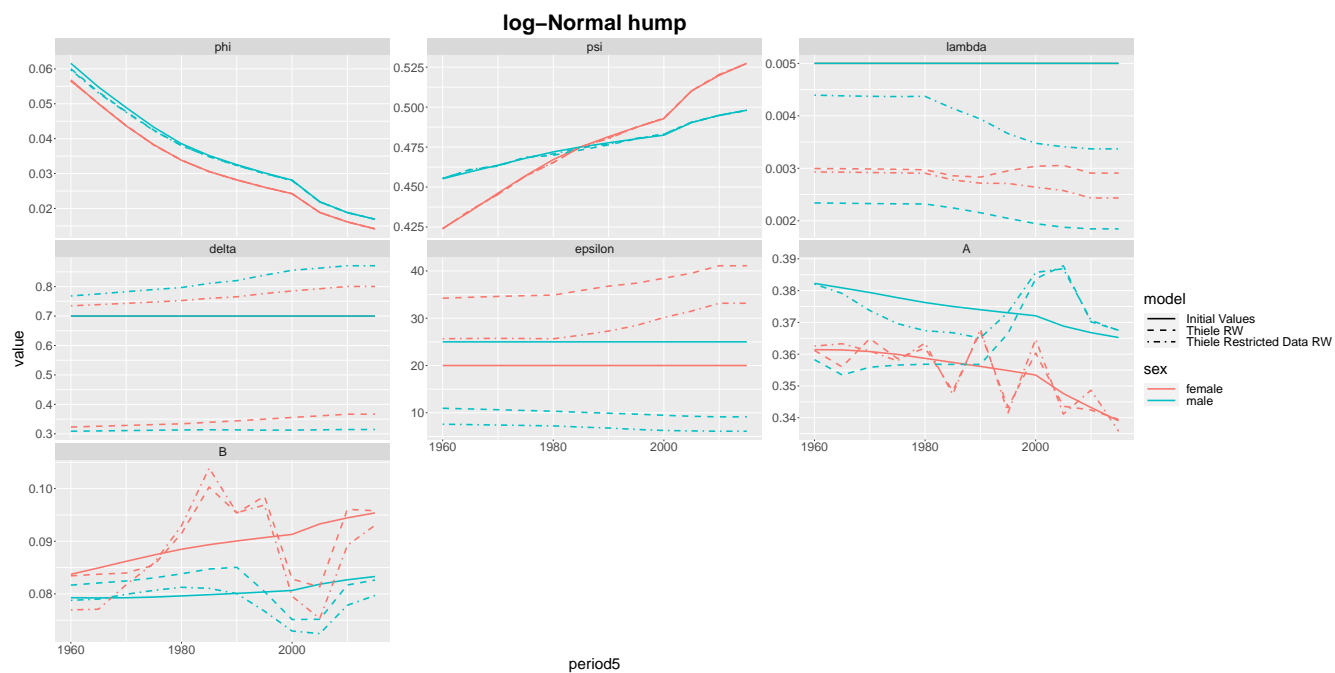 log−Normal hump
phi
psi
lambda
0.06
0.05
0.04
0.03
0.02
0.525
0.500
0.475
0.450
0.425
0.005
0.004
0.003
0.002
delta
epsilon
A
0.8
0.7
0.6
0.5
0.4
0.3
40
30
20
10
1960
1980
2000
0.39
0.38
0.37
0.36
0.35
0.34
1960
1980
2000
B
0.10
0.09
0.08
1960
1980
2000
value
period5
model
Initial Values
Thiele RW
Thiele Restricted Data RW
sex
female
male